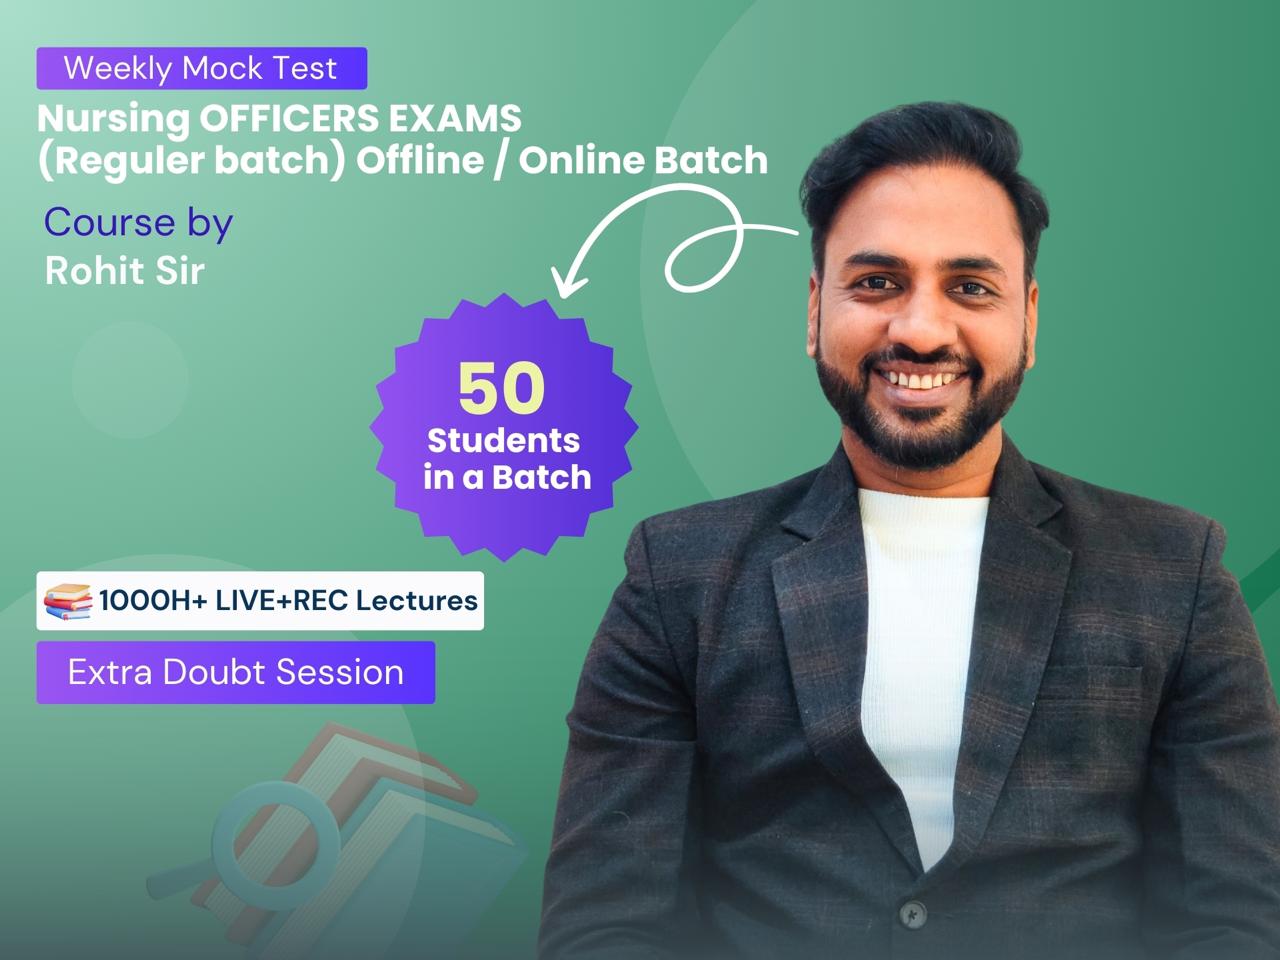 Weekly Mock Test
Nursing OFFICERS EXAMS
(Reguler batch) Offline / Online Batch
Course by
Rohit Sir
50
Students
in a Batch
1000H+ LIVE+REC Lectures
Extra Doubt Session